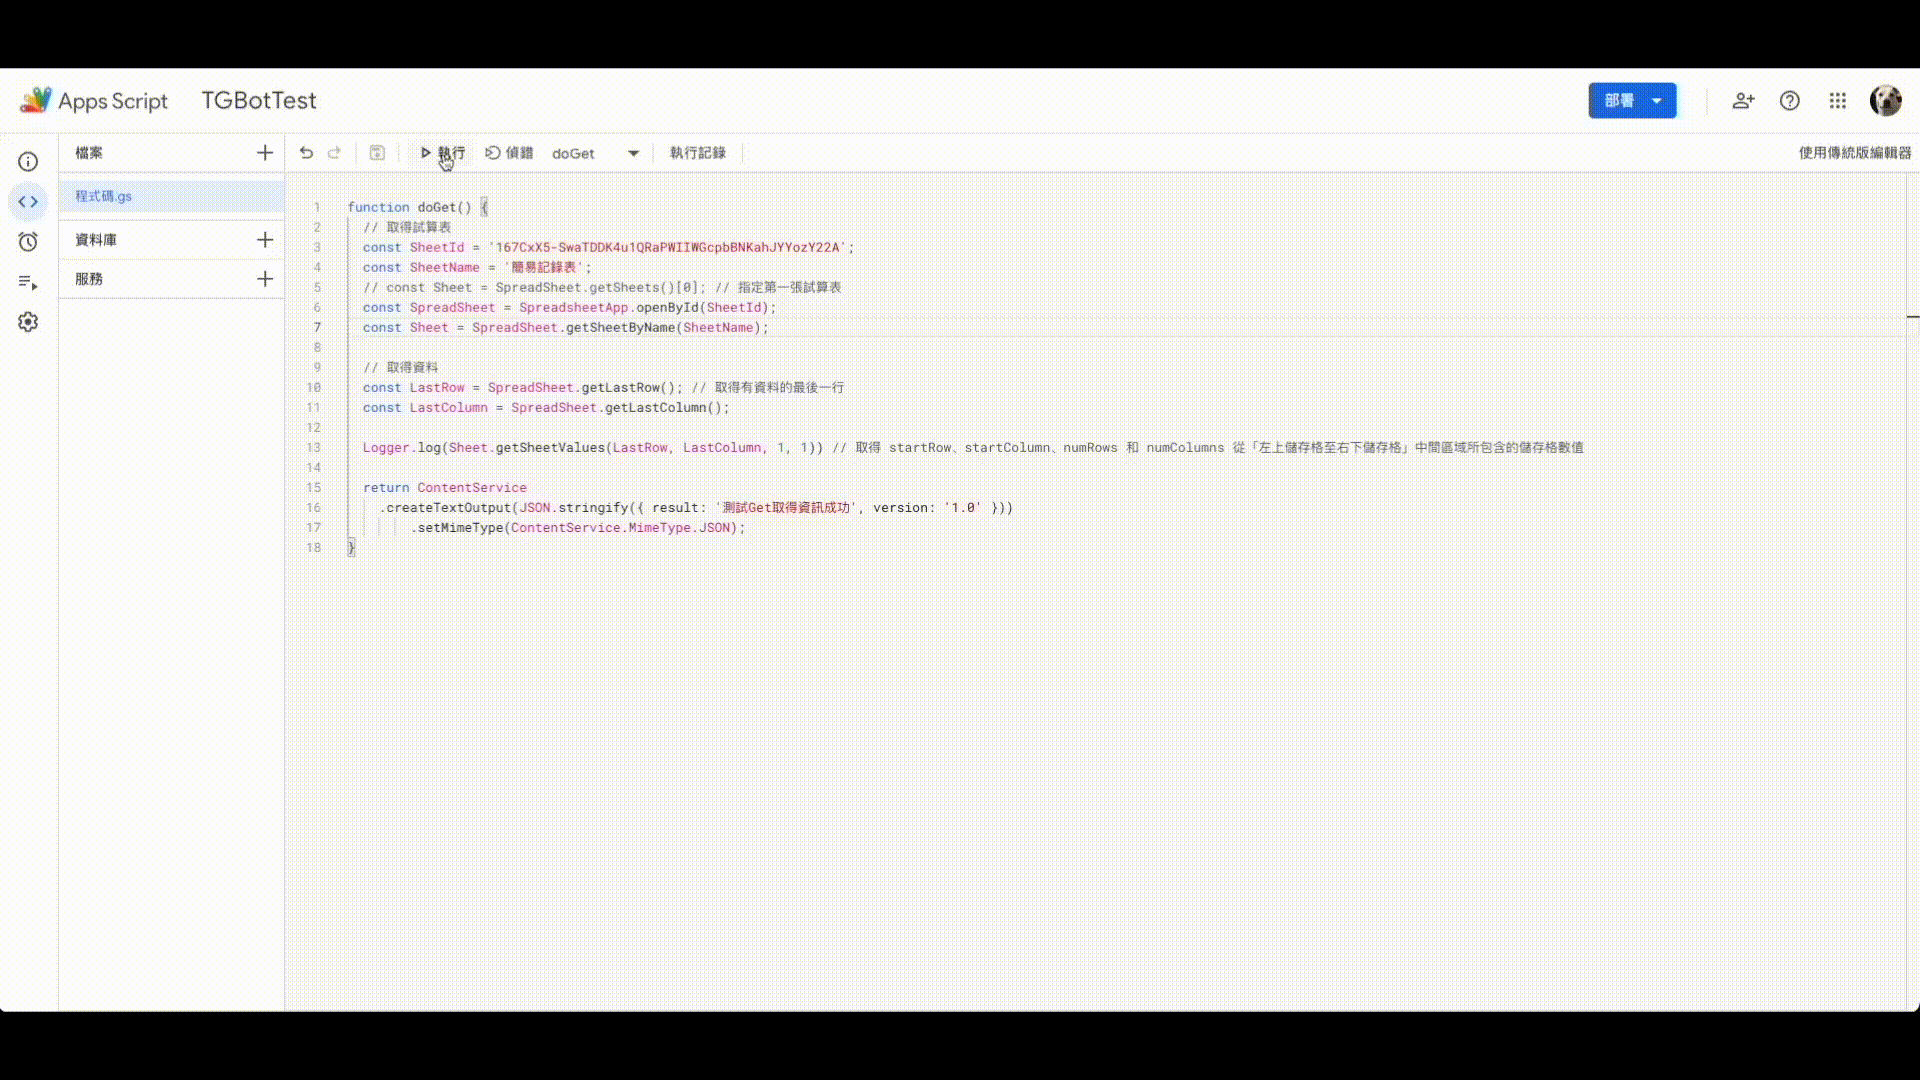 Apps Script
TGBotTest
部署
檔案
執行
偵錯
doGet
執行記錄
使用傳統版編輯器
程式碼.gs
資料庫
服務
1 function doGet() {
2 // 取得試算表
3 const SheetId = '167CxX5-SwaTDDK4u1QRaPWIIWGcpbBNKahJYYozY22A';
4 const SheetName = '簡易記錄表';
5 // const Sheet = SpreadSheet.getSheets()[0]; // 指定第一張試算表
6 const SpreadSheet = SpreadsheetApp.openById(SheetId);
7 const Sheet = SpreadSheet.getSheetByName(SheetName);
8
9 // 取得資料
10 const LastRow = SpreadSheet.getLastRow(); // 取得有資料的最後一行
11 const LastColumn = SpreadSheet.getLastColumn();
12
13 Logger.log(Sheet.getSheetValues(LastRow, LastColumn, 1, 1)) // 取得 startRow、startColumn、numRows 和 numColumns 從「左上儲存格至右下儲存格」中間區域所包含的儲存格數值
14
15 return ContentService
16 .createTextOutput(JSON.stringify({ result: '測試Get取得資訊成功', version: '1.0' }))
17 .setMimeType(ContentService.MimeType.JSON);
18 }